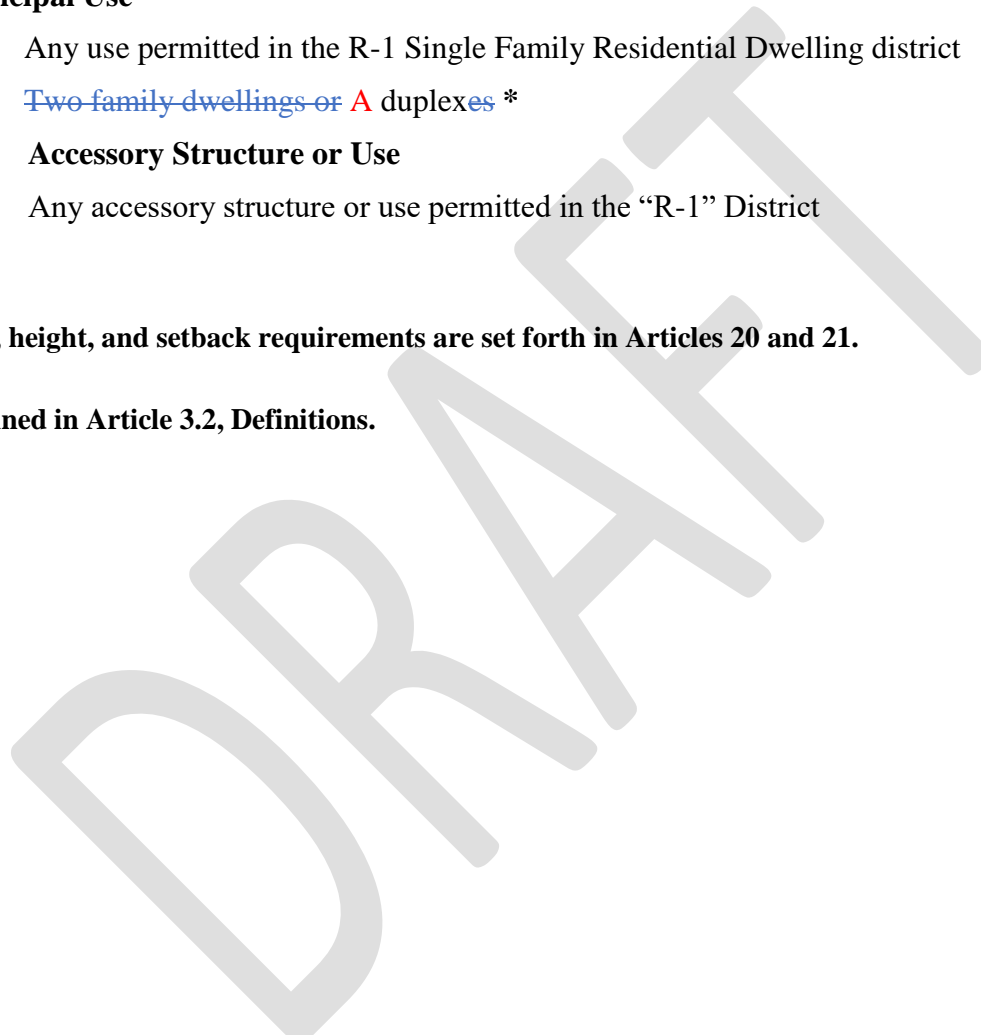 cipal Use
Any use permitted in the R-1 Single Family Residential Dwelling district
Two family dwellings or A duplexes *
Accessory Structure or Use
Any accessory structure or use permitted in the “R-1” District
, height, and setback requirements are set forth in Articles 20 and 21.
ned in Article 3.2, Definitions.
DRAFT